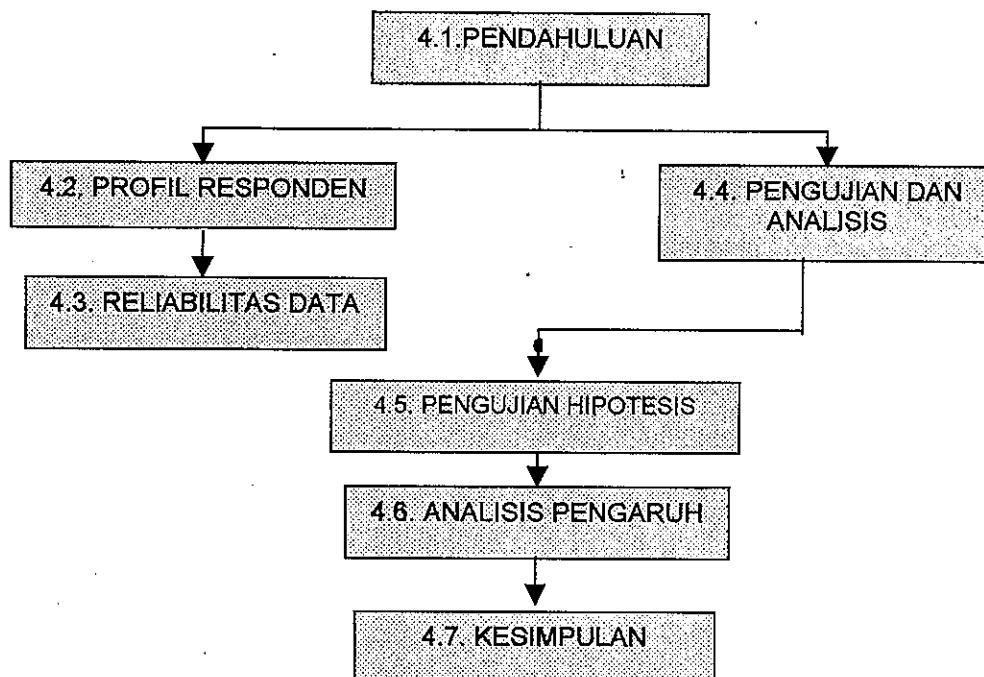 4.1.PENDAHULUAN
4.2. PROFIL RESPONDEN
4.4. PENGUJIAN DAN
ANALISIS
4.3. RELIABILITAS DATA
4.5. PENGUJIAN HIPOTESIS
4.6. ANALISIS PENGARUH
4.7. KESIMPULAN